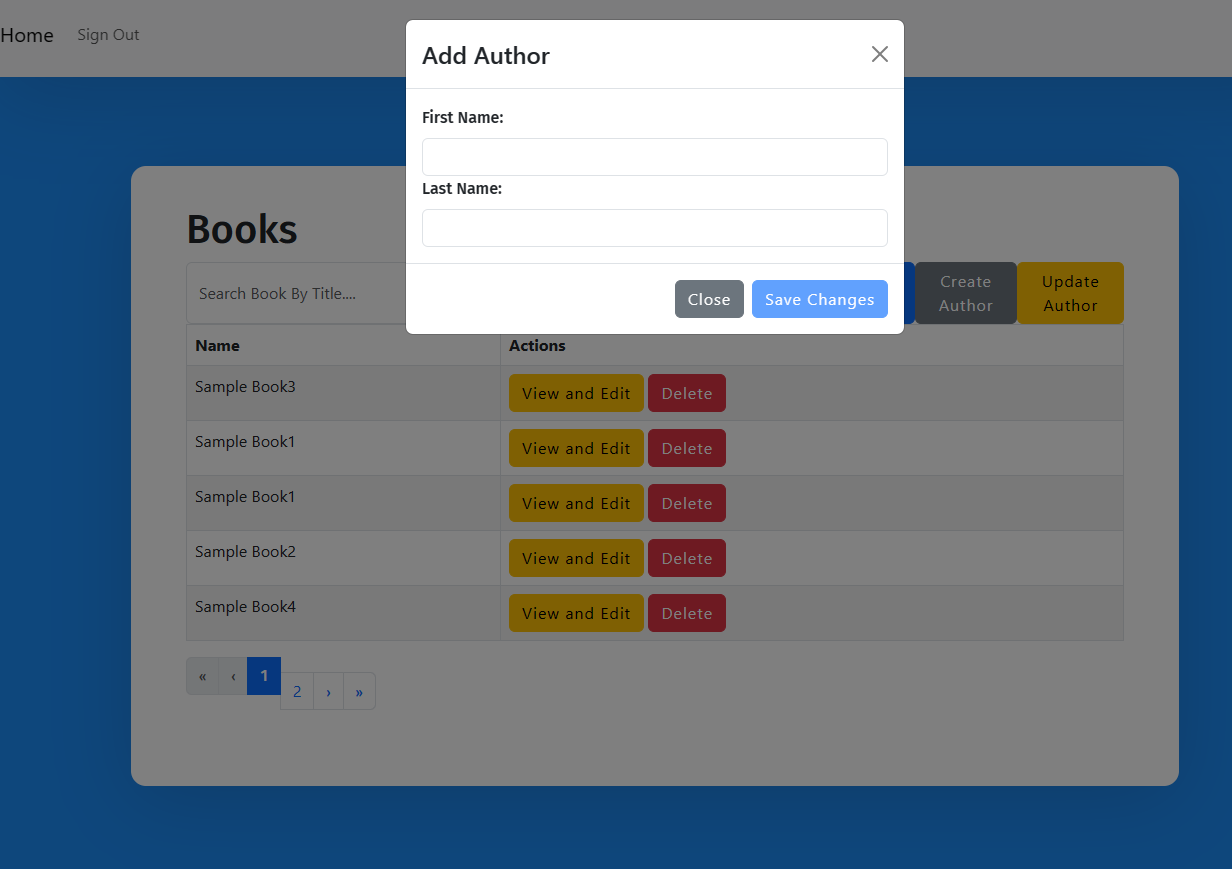 Home
Sign Out
Add Author
First Name:
Last Name:
Close
Save Changes
Books
Search Book By Title....
Create
Author
Update
Author
Name
Actions
Sample Book3
View and Edit
Delete
Sample Book1
View and Edit
Delete
Sample Book1
View and Edit
Delete
Sample Book2
View and Edit
Delete
Sample Book4
View and Edit
Delete
« ‹ 1 2 › »